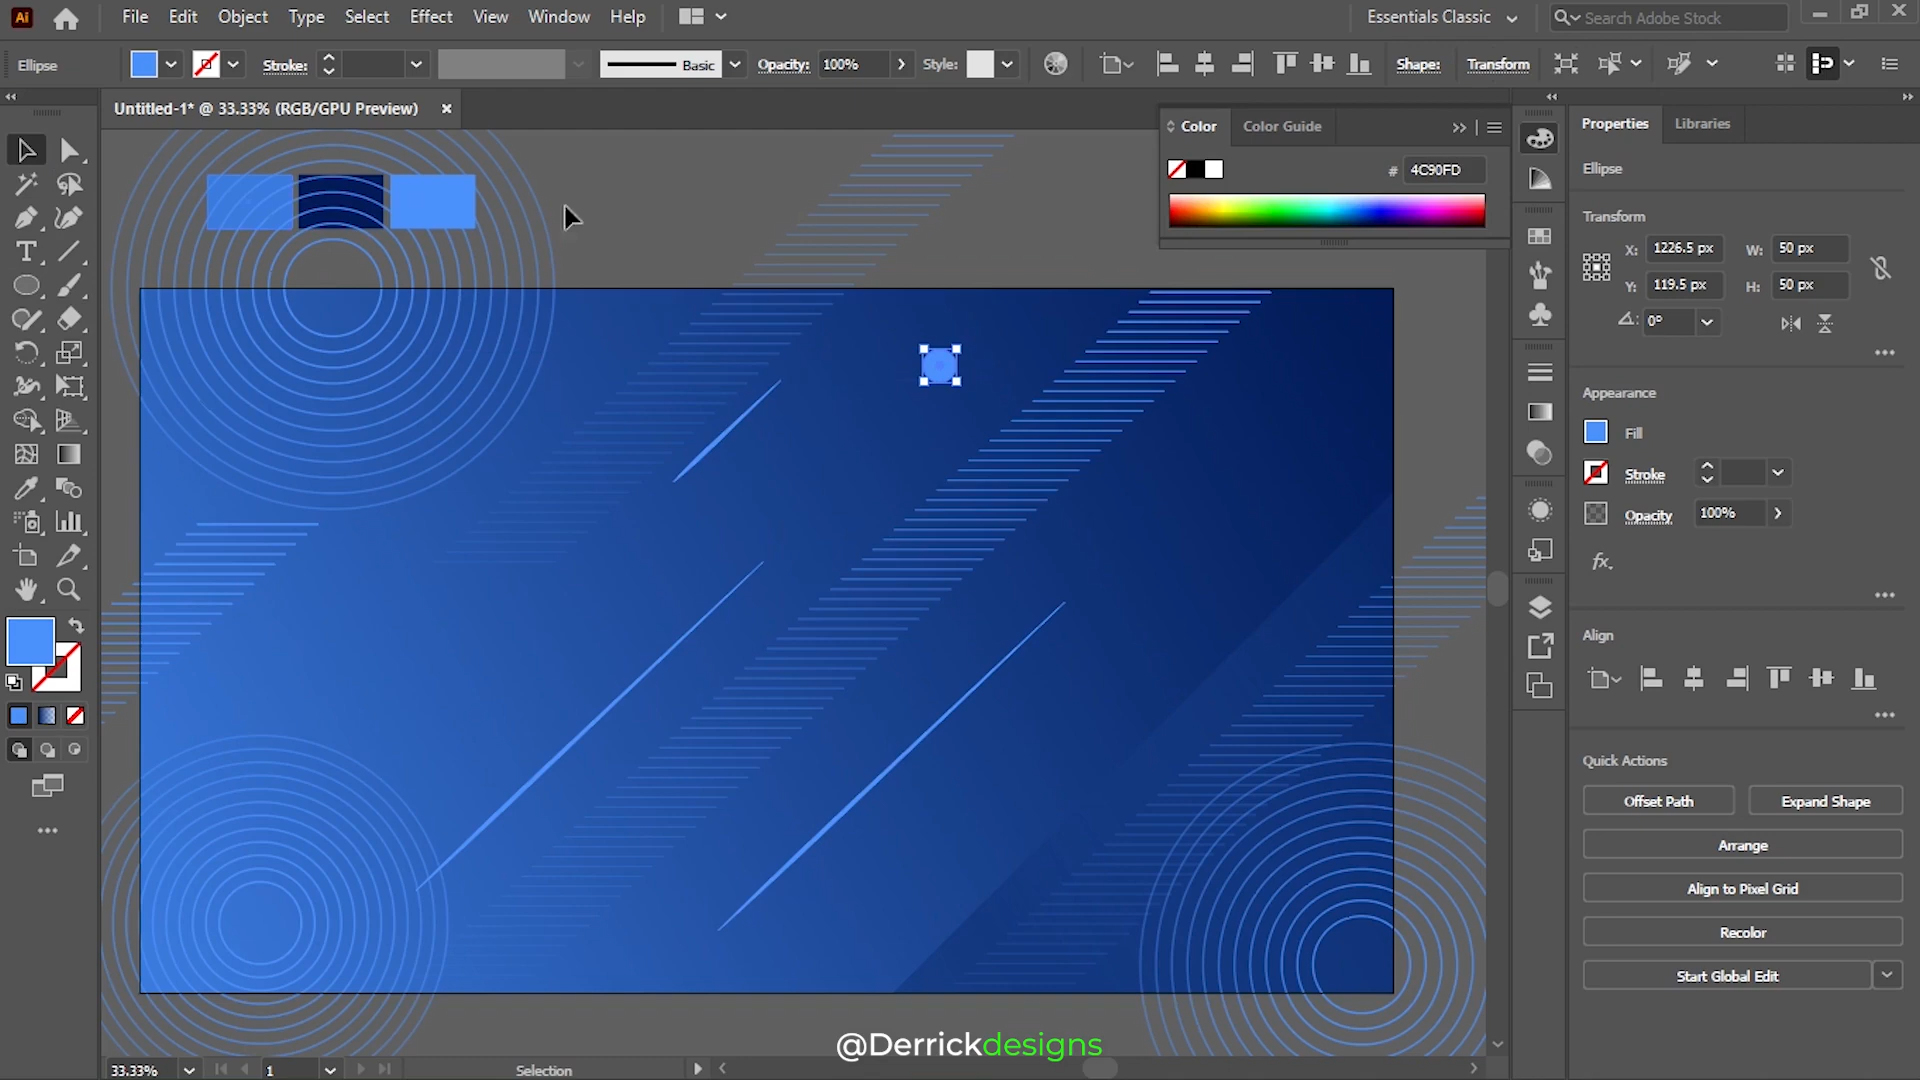 Ai File Edit Object Type Select Effect View Window Help Essentials Classic Search Adobe Stock
Ellipse Stroke: Basic Opacity: 100% Style: Shape: Transform
Untitled-1* @ 33.33% (RGB/GPU Preview)
Color Color Guide
# 4C90FD
Properties Libraries
Ellipse
Transform
X: 1226.5 px W: 50 px
Y: 119.5 px H: 50 px
0°
Appearance
Fill
Stroke
Opacity 100%
fx.
Align
Quick Actions
Offset Path Expand Shape
Arrange
Align to Pixel Grid
Recolor
Start Global Edit
@Derrickdesigns
33.33% 1 Selection